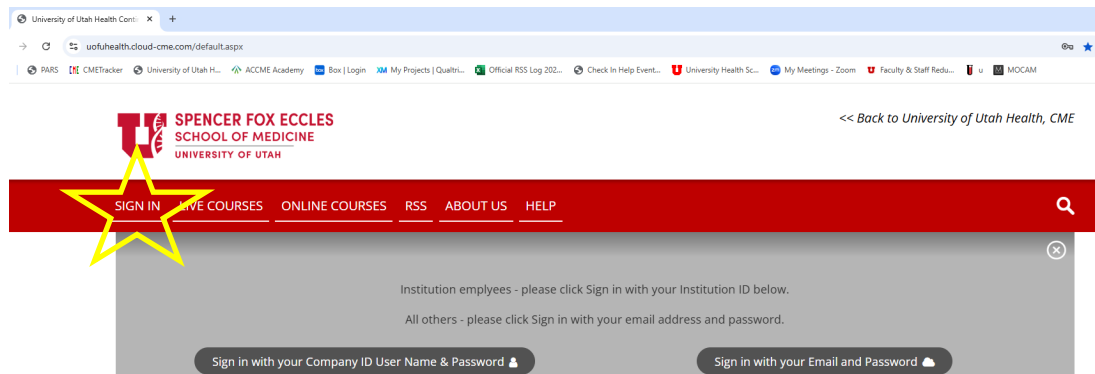 University of Utah Health Conti
uofuhealth.cloud-cme.com/default.aspx
PARS CMETracker University of Utah H... ACCME Academy Box | Login XM My Projects | Qualtri... Official RSS Log 202... Check In Help Event... University Health Sc... My Meetings - Zoom Faculty & Staff Redu... u MOCAM
SPENCER FOX ECCLES
SCHOOL OF MEDICINE
UNIVERSITY OF UTAH
<< Back to University of Utah Health, CME
SIGN IN LIVE COURSES ONLINE COURSES RSS ABOUT US HELP
Institution emplyees - please click Sign in with your Institution ID below.
All others - please click Sign in with your email address and password.
Sign in with your Company ID User Name & Password
Sign in with your Email and Password